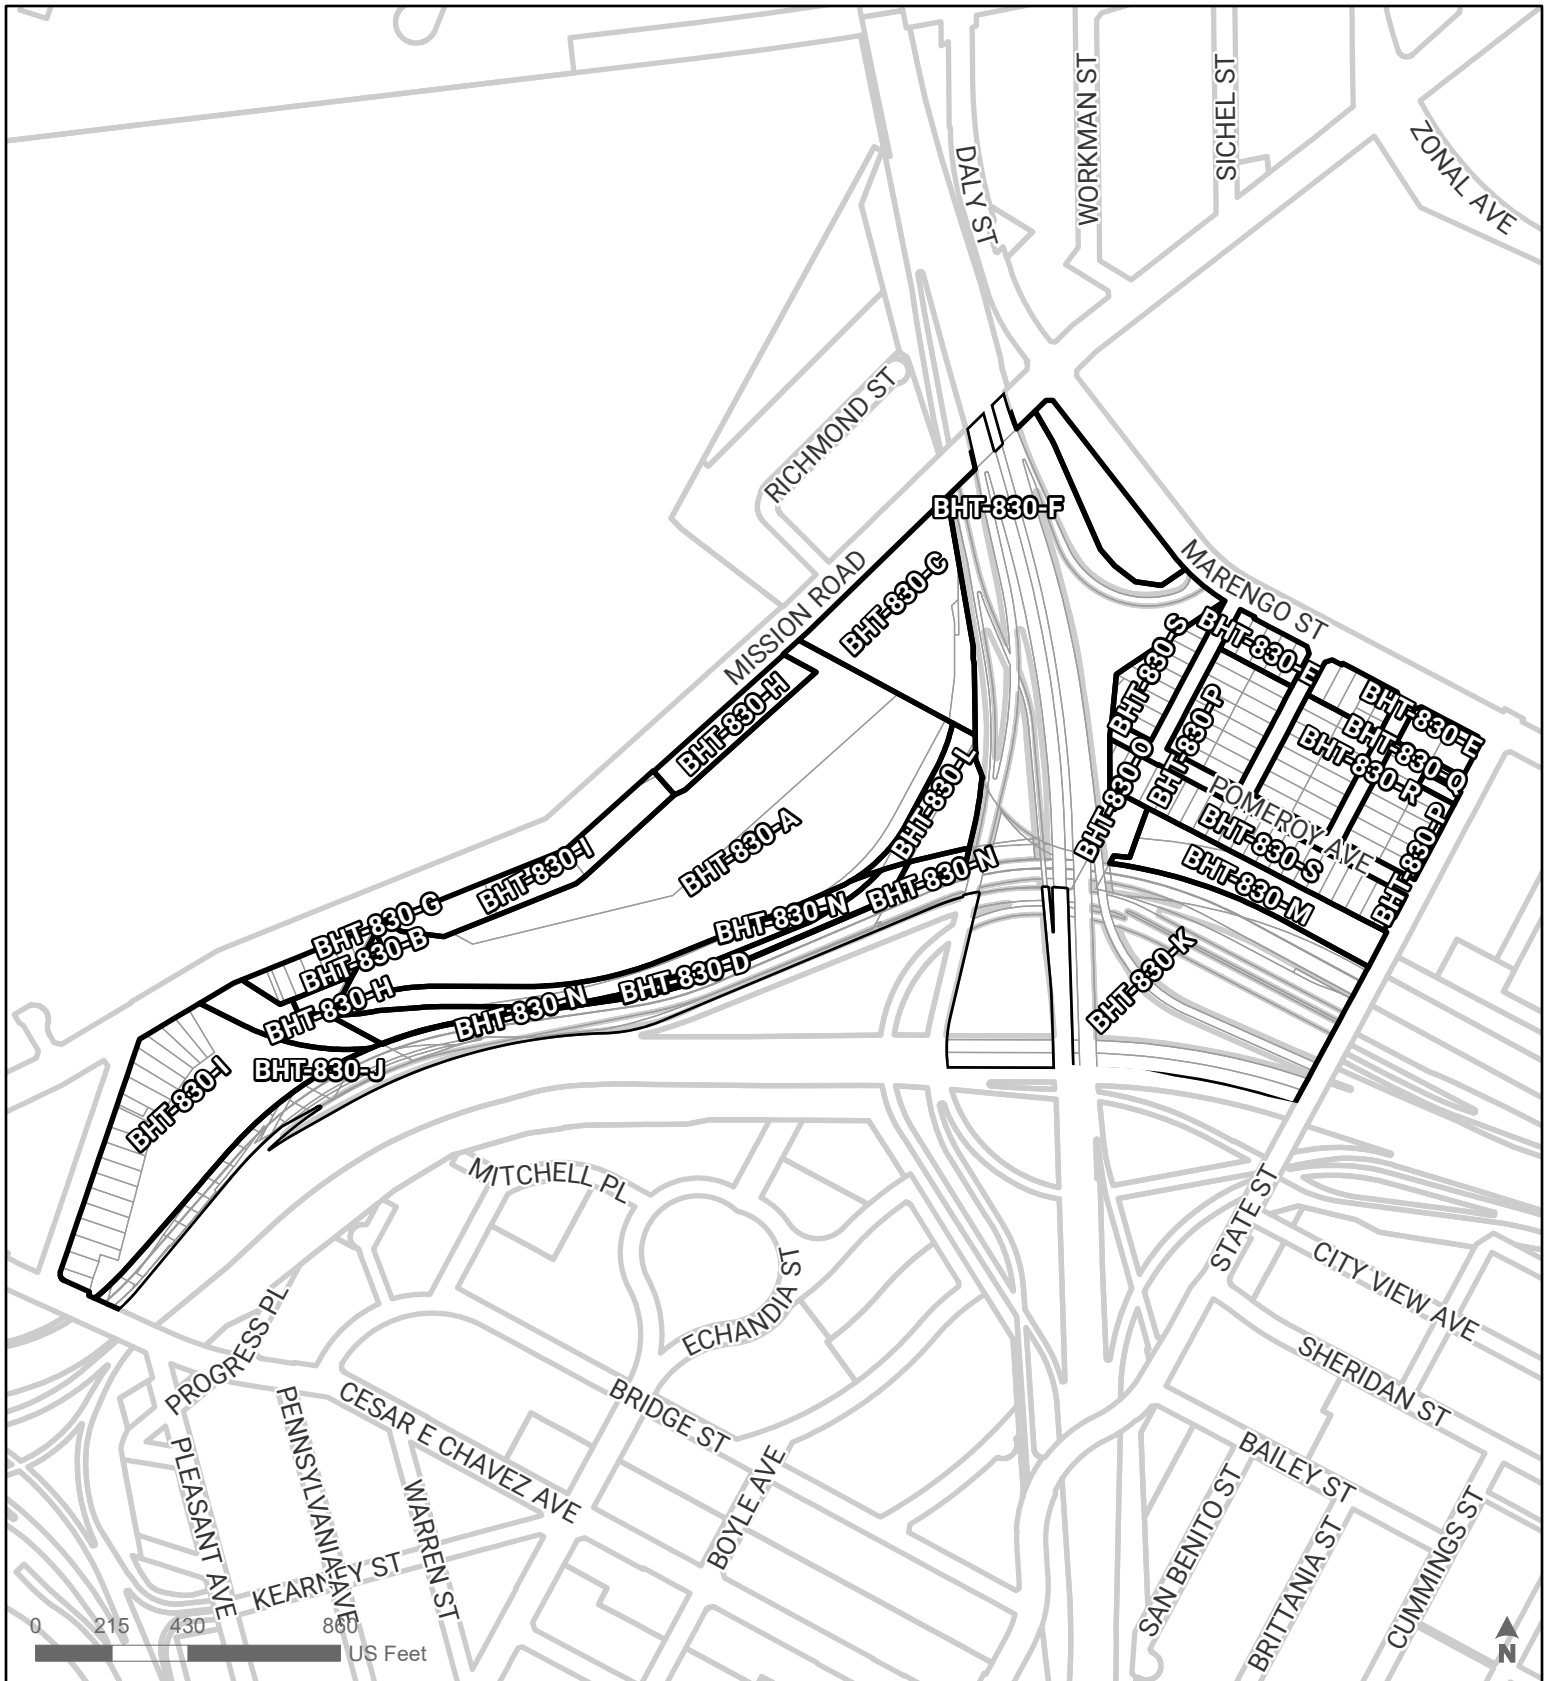 WORKMAN ST
SICHEL ST
ZONAL AVE
DALY ST
RICHMOND ST
BHT-830-F
MARENGO ST
MISSION ROAD
BHT-830-C
BHT-830-S
BHT-830-E
BHT-830-H
BHT-830-P
BHT-830-E
BHT-830-Q
BHT-830-R
BHT-830-O
BHT-830-L
POMEROY AVE
BHT-830-A
BHT-830-S
BHT-830-P
BHT-830-I
BHT-830-N
BHT-830-M
BHT-830-G
BHT-830-B
BHT-830-N
BHT-830-D
BHT-830-K
BHT-830-H
BHT-830-N
BHT-830-J
BHT-830-I
MITCHELL PL
STATE ST
ECHANDIA ST
CITY VIEW AVE
PROGRESS PL
SHERIDAN ST
BRIDGE ST
CESAR E CHAVEZ AVE
PENNSYLVANIA AVE
PLEASANT AVE
WARREN ST
BOYLE AVE
BAILEY ST
SAN BENITO ST
BRITTANIA ST
CUMMINGS ST
KEARNEY ST
0 215 430 860
US Feet
N